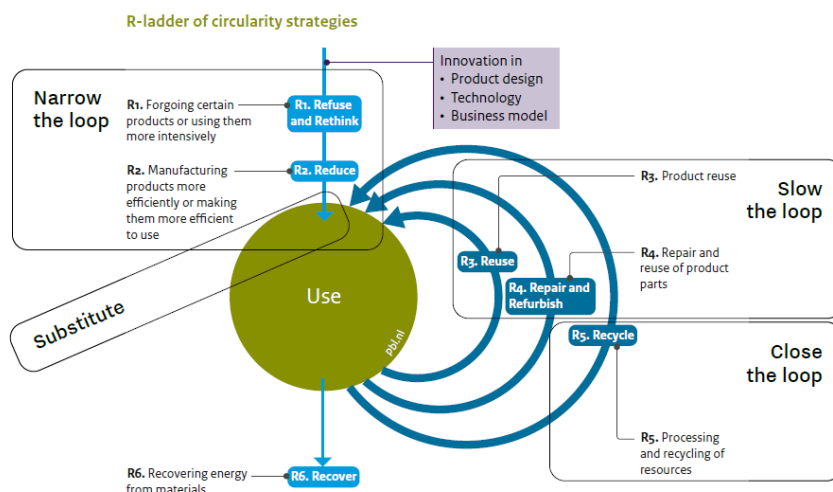 R-ladder of circularity strategies
Innovation in
• Product design
• Technology
• Business model
Narrow
the loop
R1. Forgoing certain
products or using them
more intensively
R1. Refuse
and Rethink
R2. Manufacturing
products more
efficiently or making
them more efficient
to use
R2. Reduce
R3. Product reuse
Slow
the loop
R3. Reuse
R4. Repair and
reuse of product
parts
R4. Repair and
Refurbish
Use
Substitute
pbl.nl
R5. Recycle
Close
the loop
R5. Processing
and recycling of
resources
R6. Recovering energy
from materials
R6. Recover